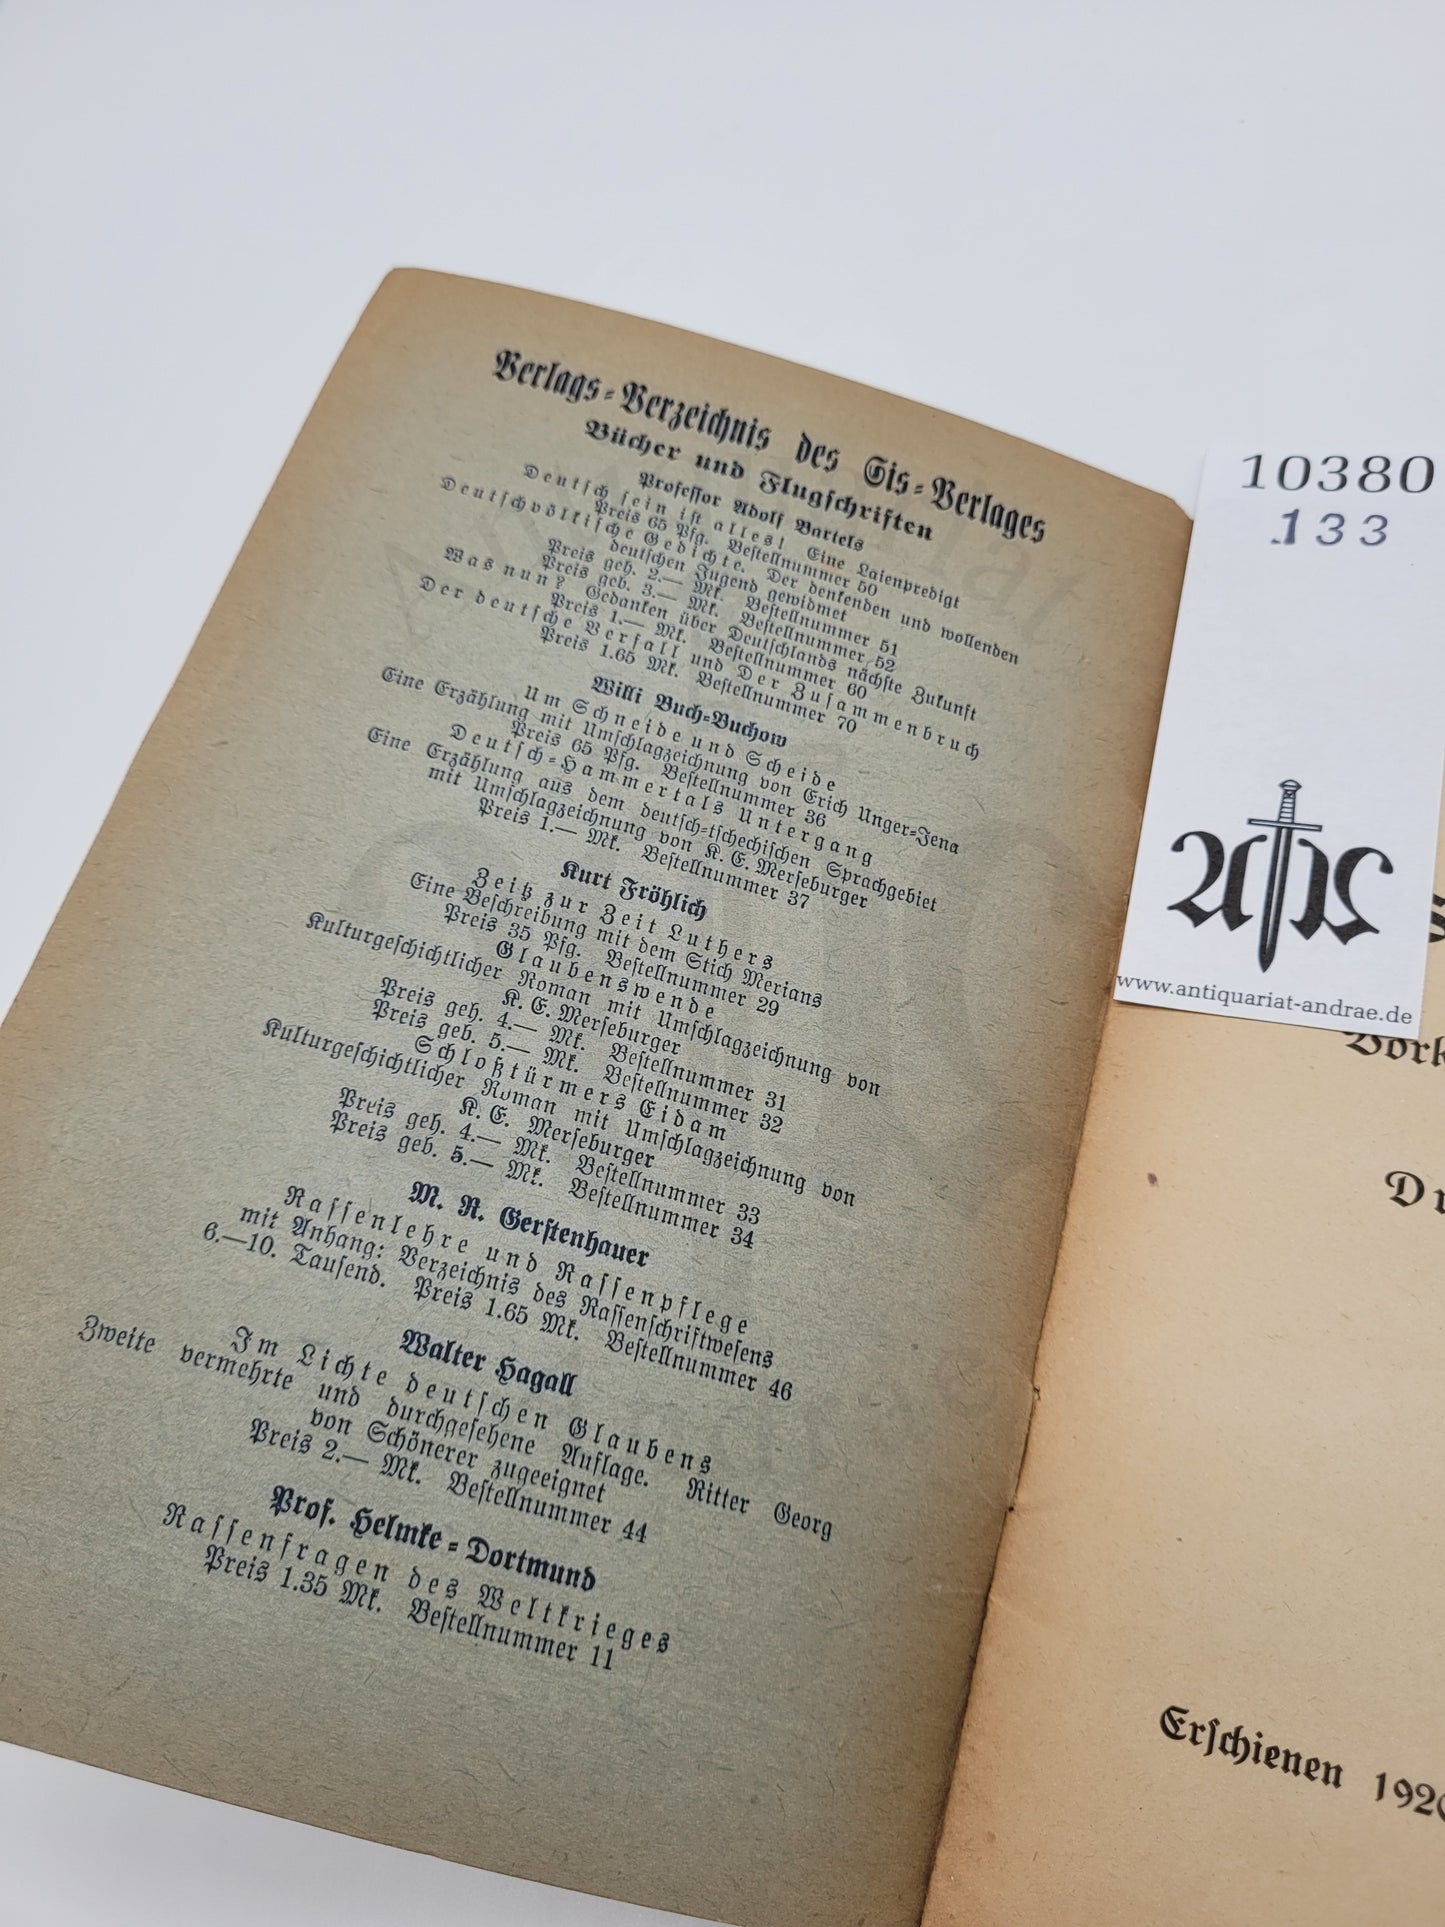 Verlags-Verzeichnis des Sis-Verlages
Bücher und Flugschriften
Professor Adolf Bartels
Deutsch sein ist alles! Eine Laienpredigt
Preis 65 Pfg. Bestellnummer 50
Deutschvölkische Gedichte. Der denkenden und wollenden
deutschen Jugend gewidmet
Preis geh. 2.— Mk. Bestellnummer 51
Preis geb. 3.— Mk. Bestellnummer 52
Was nun? Gedanken über Deutschlands nächste Zukunft
Preis 1.— Mk. Bestellnummer 60
Der deutsche Verfall und Der Zusammenbruch
Preis 1.65 Mk. Bestellnummer 70
Willi Buch-Buchow
Um Schneide und Scheide
Eine Erzählung mit Umschlagzeichnung von Erich Unger-Jena
Preis 65 Pfg. Bestellnummer 36
Deutsch-Hammertals Untergang
Eine Erzählung aus dem deutsch-tschechischen Sprachgebiet
mit Umschlagzeichnung von K. E. Merseburger
Preis 1.— Mk. Bestellnummer 37
Kurt Fröhlich
Zeitz zur Zeit Luthers
Eine Beschreibung mit dem Stich Merians
Preis 35 Pfg. Bestellnummer 29
Glaubenswende
Kulturgeschichtlicher Roman mit Umschlagzeichnung von
K. E. Merseburger
Preis geh. 4.— Mk. Bestellnummer 31
Preis geb. 5.— Mk. Bestellnummer 32
Schloßtürmers Eidam
Kulturgeschichtlicher Roman mit Umschlagzeichnung von
K. E. Merseburger
Preis geh. 4.— Mk. Bestellnummer 33
Preis geb. 5.— Mk. Bestellnummer 34
M. R. Gerstenhauer
Rassenlehre und Rassenpflege
mit Anhang: Verzeichnis des Rassenschriftwesens
6.—10. Tausend. Preis 1.65 Mk. Bestellnummer 46
Walter Hagall
Im Lichte deutschen Glaubens
Zweite vermehrte und durchgesehene Auflage. Ritter Georg
von Schönerer zugeeignet
Preis 2.— Mk. Bestellnummer 44
Prof. Helmke-Dortmund
Rassenfragen des Weltkrieges
Preis 1.35 Mk. Bestellnummer 11
10380
133
www.antiquariat-andrae.de
Erschienen